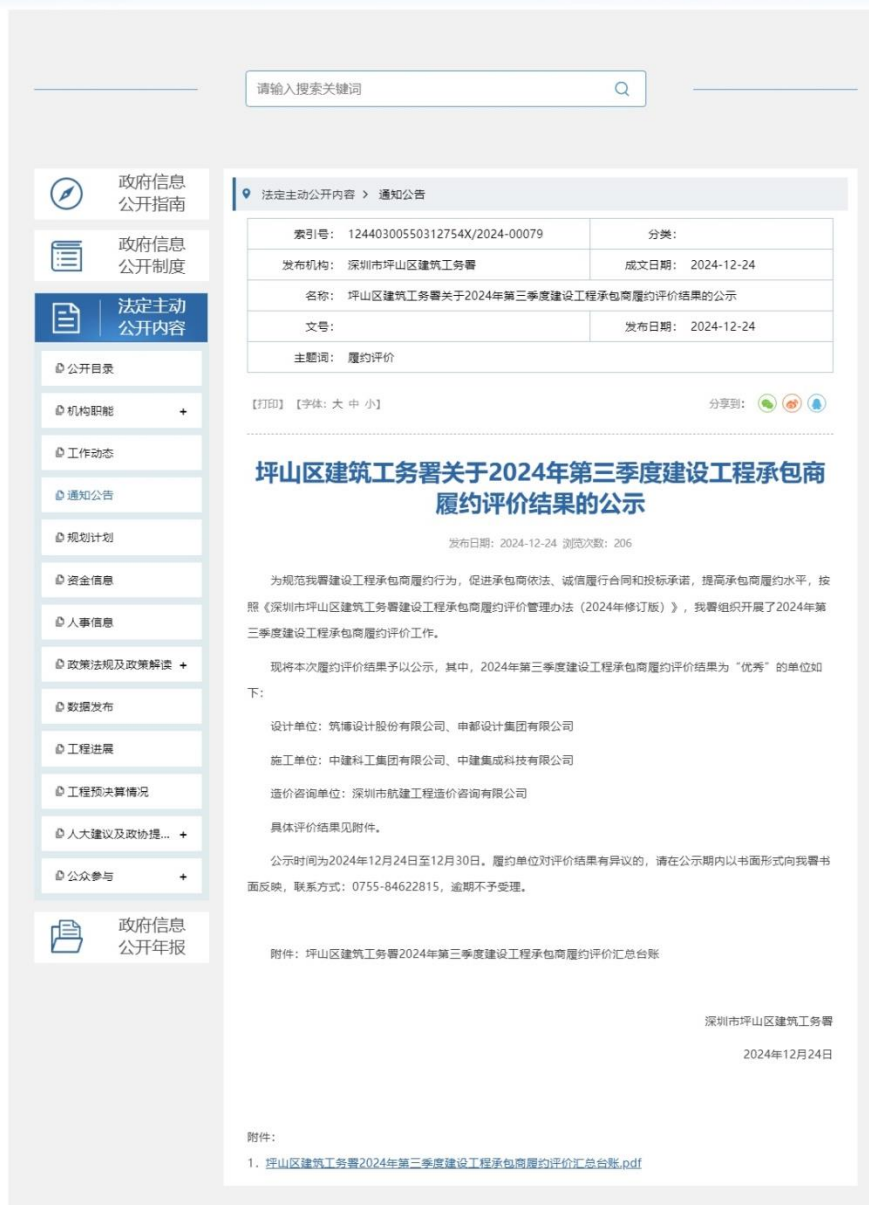 请输入搜索关键词
政府信息
公开指南
政府信息
公开制度
法定主动
公开内容
公开目录
机构职能 +
工作动态
通知公告
规划计划
资金信息
人事信息
政策法规及政策解读 +
数据发布
工程进展
工程预决算情况
人大建议及政协提... +
公众参与 +
政府信息
公开年报
法定主动公开内容 > 通知公告
索引号: 12440300550312754X/2024-00079 分类:
发布机构: 深圳市坪山区建筑工务署 成文日期: 2024-12-24
名称: 坪山区建筑工务署关于2024年第三季度建设工程承包商履约评价结果的公示
文号: 发布日期: 2024-12-24
主题词: 履约评价
【打印】【字体: 大 中 小】 分享到:
坪山区建筑工务署关于2024年第三季度建设工程承包商
履约评价结果的公示
发布日期: 2024-12-24 浏览次数: 206
为规范我署建设工程承包商履约行为，促进承包商依法、诚信履行合同和投标承诺，提高承包商履约水平，按
照《深圳市坪山区建筑工务署建设工程承包商履约评价管理办法（2024年修订版）》，我署组织开展了2024年第
三季度建设工程承包商履约评价工作。
现将本次履约评价结果予以公示，其中，2024年第三季度建设工程承包商履约评价结果为“优秀”的单位如
下：
设计单位：筑博设计股份有限公司、申都设计集团有限公司
施工单位：中建科工集团有限公司、中建集成科技有限公司
造价咨询单位：深圳市航建工程造价咨询有限公司
具体评价结果见附件。
公示时间为2024年12月24日至12月30日。履约单位对评价结果有异议的，请在公示期内以书面形式向我署书
面反映，联系方式：0755-84622815，逾期不予受理。
附件：坪山区建筑工务署2024年第三季度建设工程承包商履约评价汇总台账
深圳市坪山区建筑工务署
2024年12月24日
附件：
1. 坪山区建筑工务署2024年第三季度建设工程承包商履约评价汇总台账.pdf